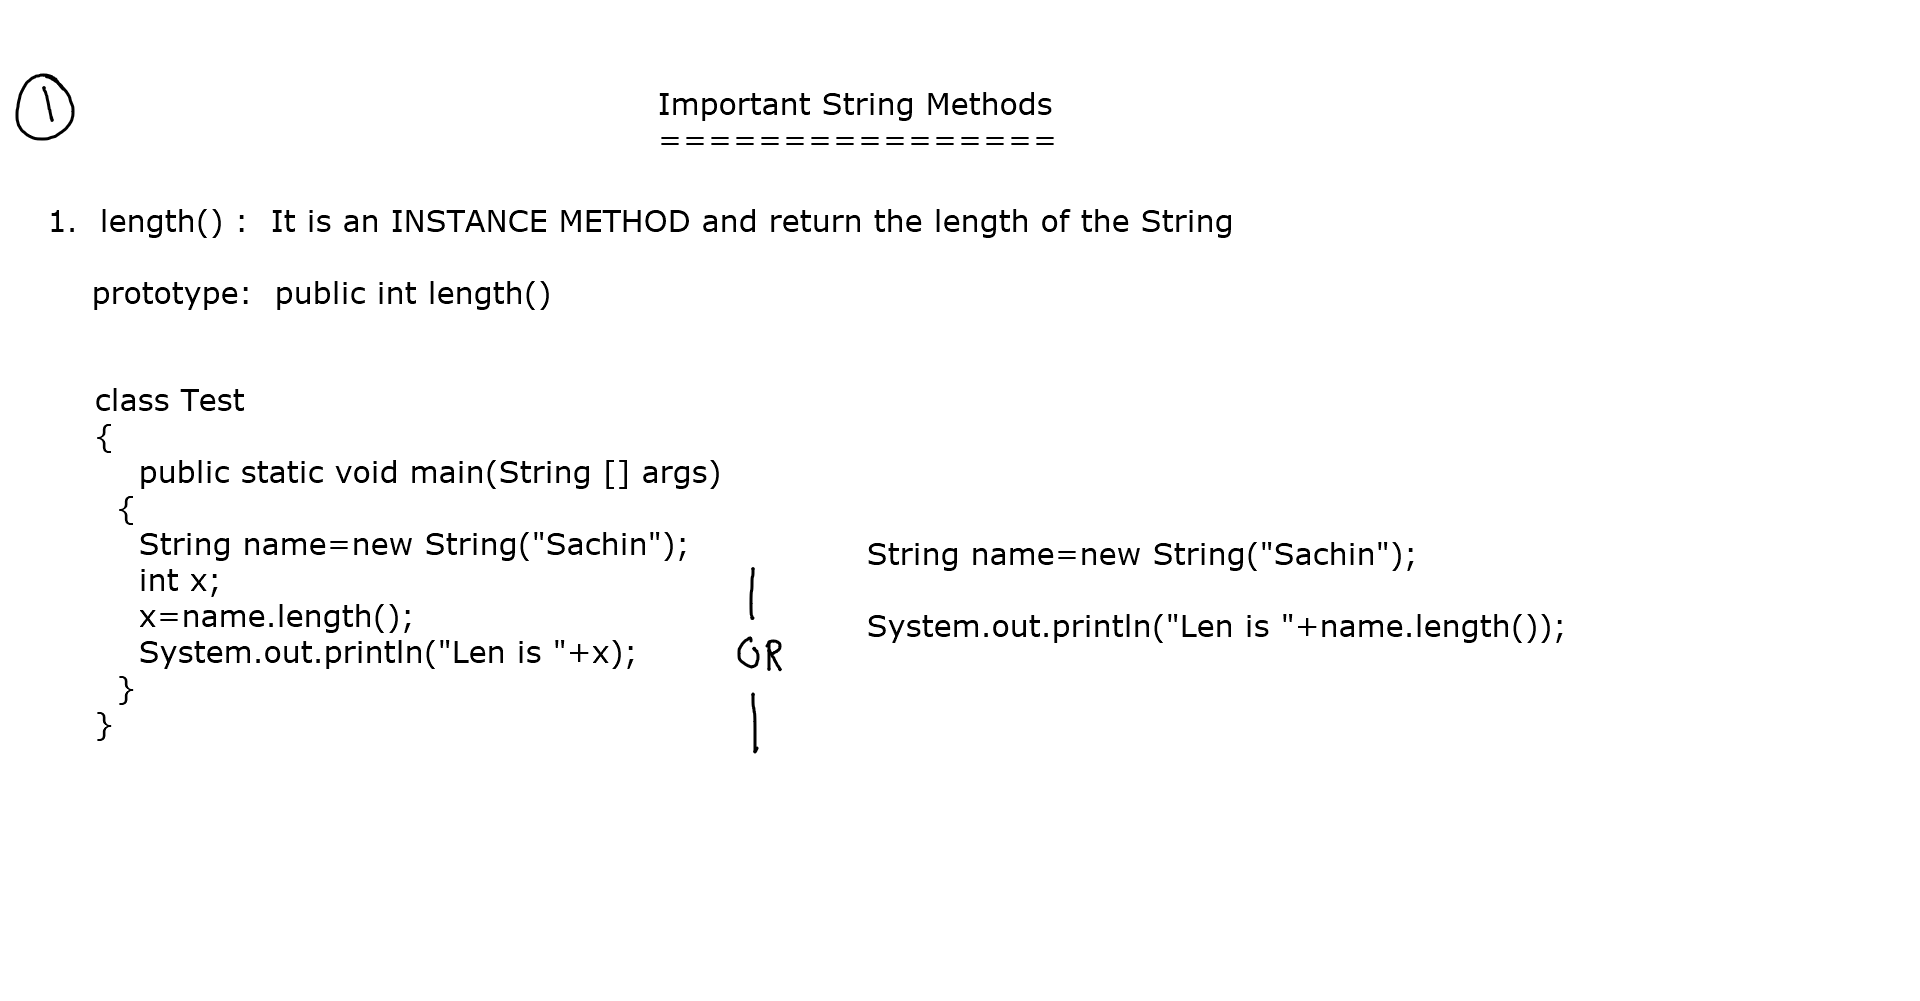 1
Important String Methods
================
1. length() : It is an INSTANCE METHOD and return the length of the String
prototype: public int length()
class Test
{
public static void main(String [] args)
{
String name=new String("Sachin");
int x;
x=name.length();
System.out.println("Len is "+x);
}
}
| OR |
String name=new String("Sachin");
System.out.println("Len is "+name.length());